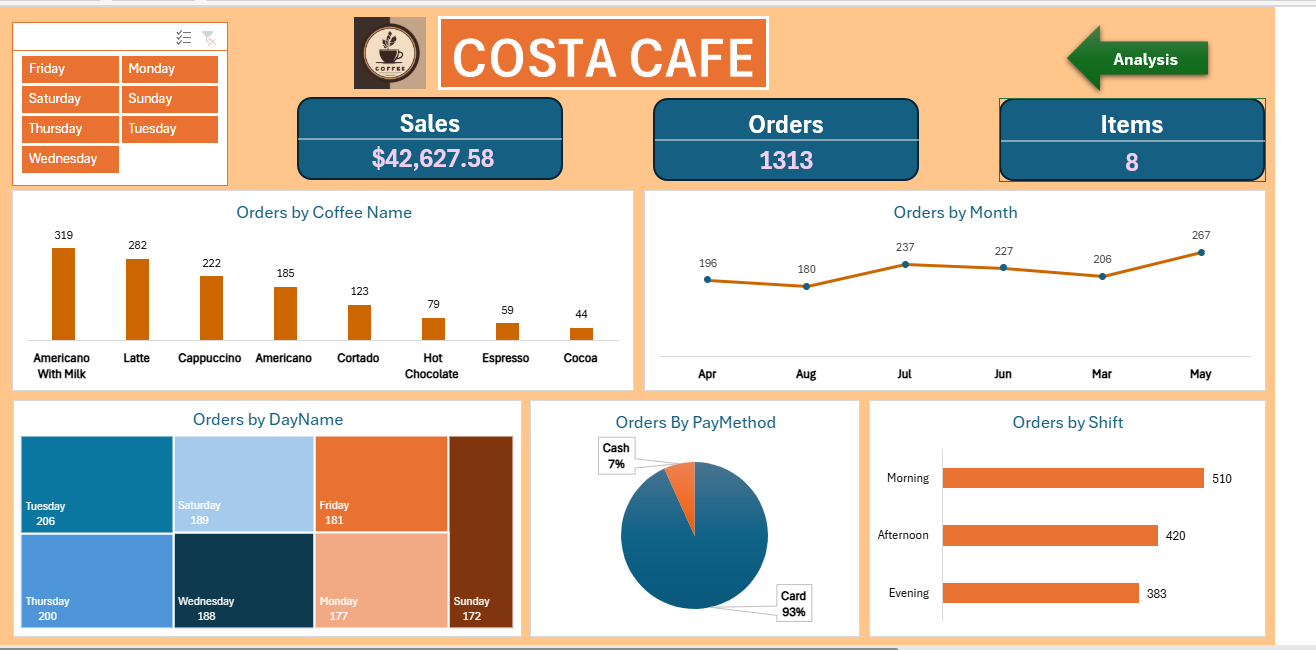 COSTA CAFE
COFFEE
Analysis
Friday
Monday
Saturday
Sunday
Thursday
Tuesday
Wednesday
Sales
$42,627.58
Orders
1313
Items
8
Orders by Coffee Name
319
282
222
185
123
79
59
44
Americano
With Milk
Latte
Cappuccino
Americano
Cortado
Hot
Chocolate
Espresso
Cocoa
Orders by Month
196
180
237
227
206
267
Apr
Aug
Jul
Jun
Mar
May
Orders by DayName
Tuesday
206
Saturday
189
Friday
181
Thursday
200
Wednesday
188
Monday
177
Sunday
172
Orders By PayMethod
Cash
7%
Card
93%
Orders by Shift
Morning
510
Afternoon
420
Evening
383